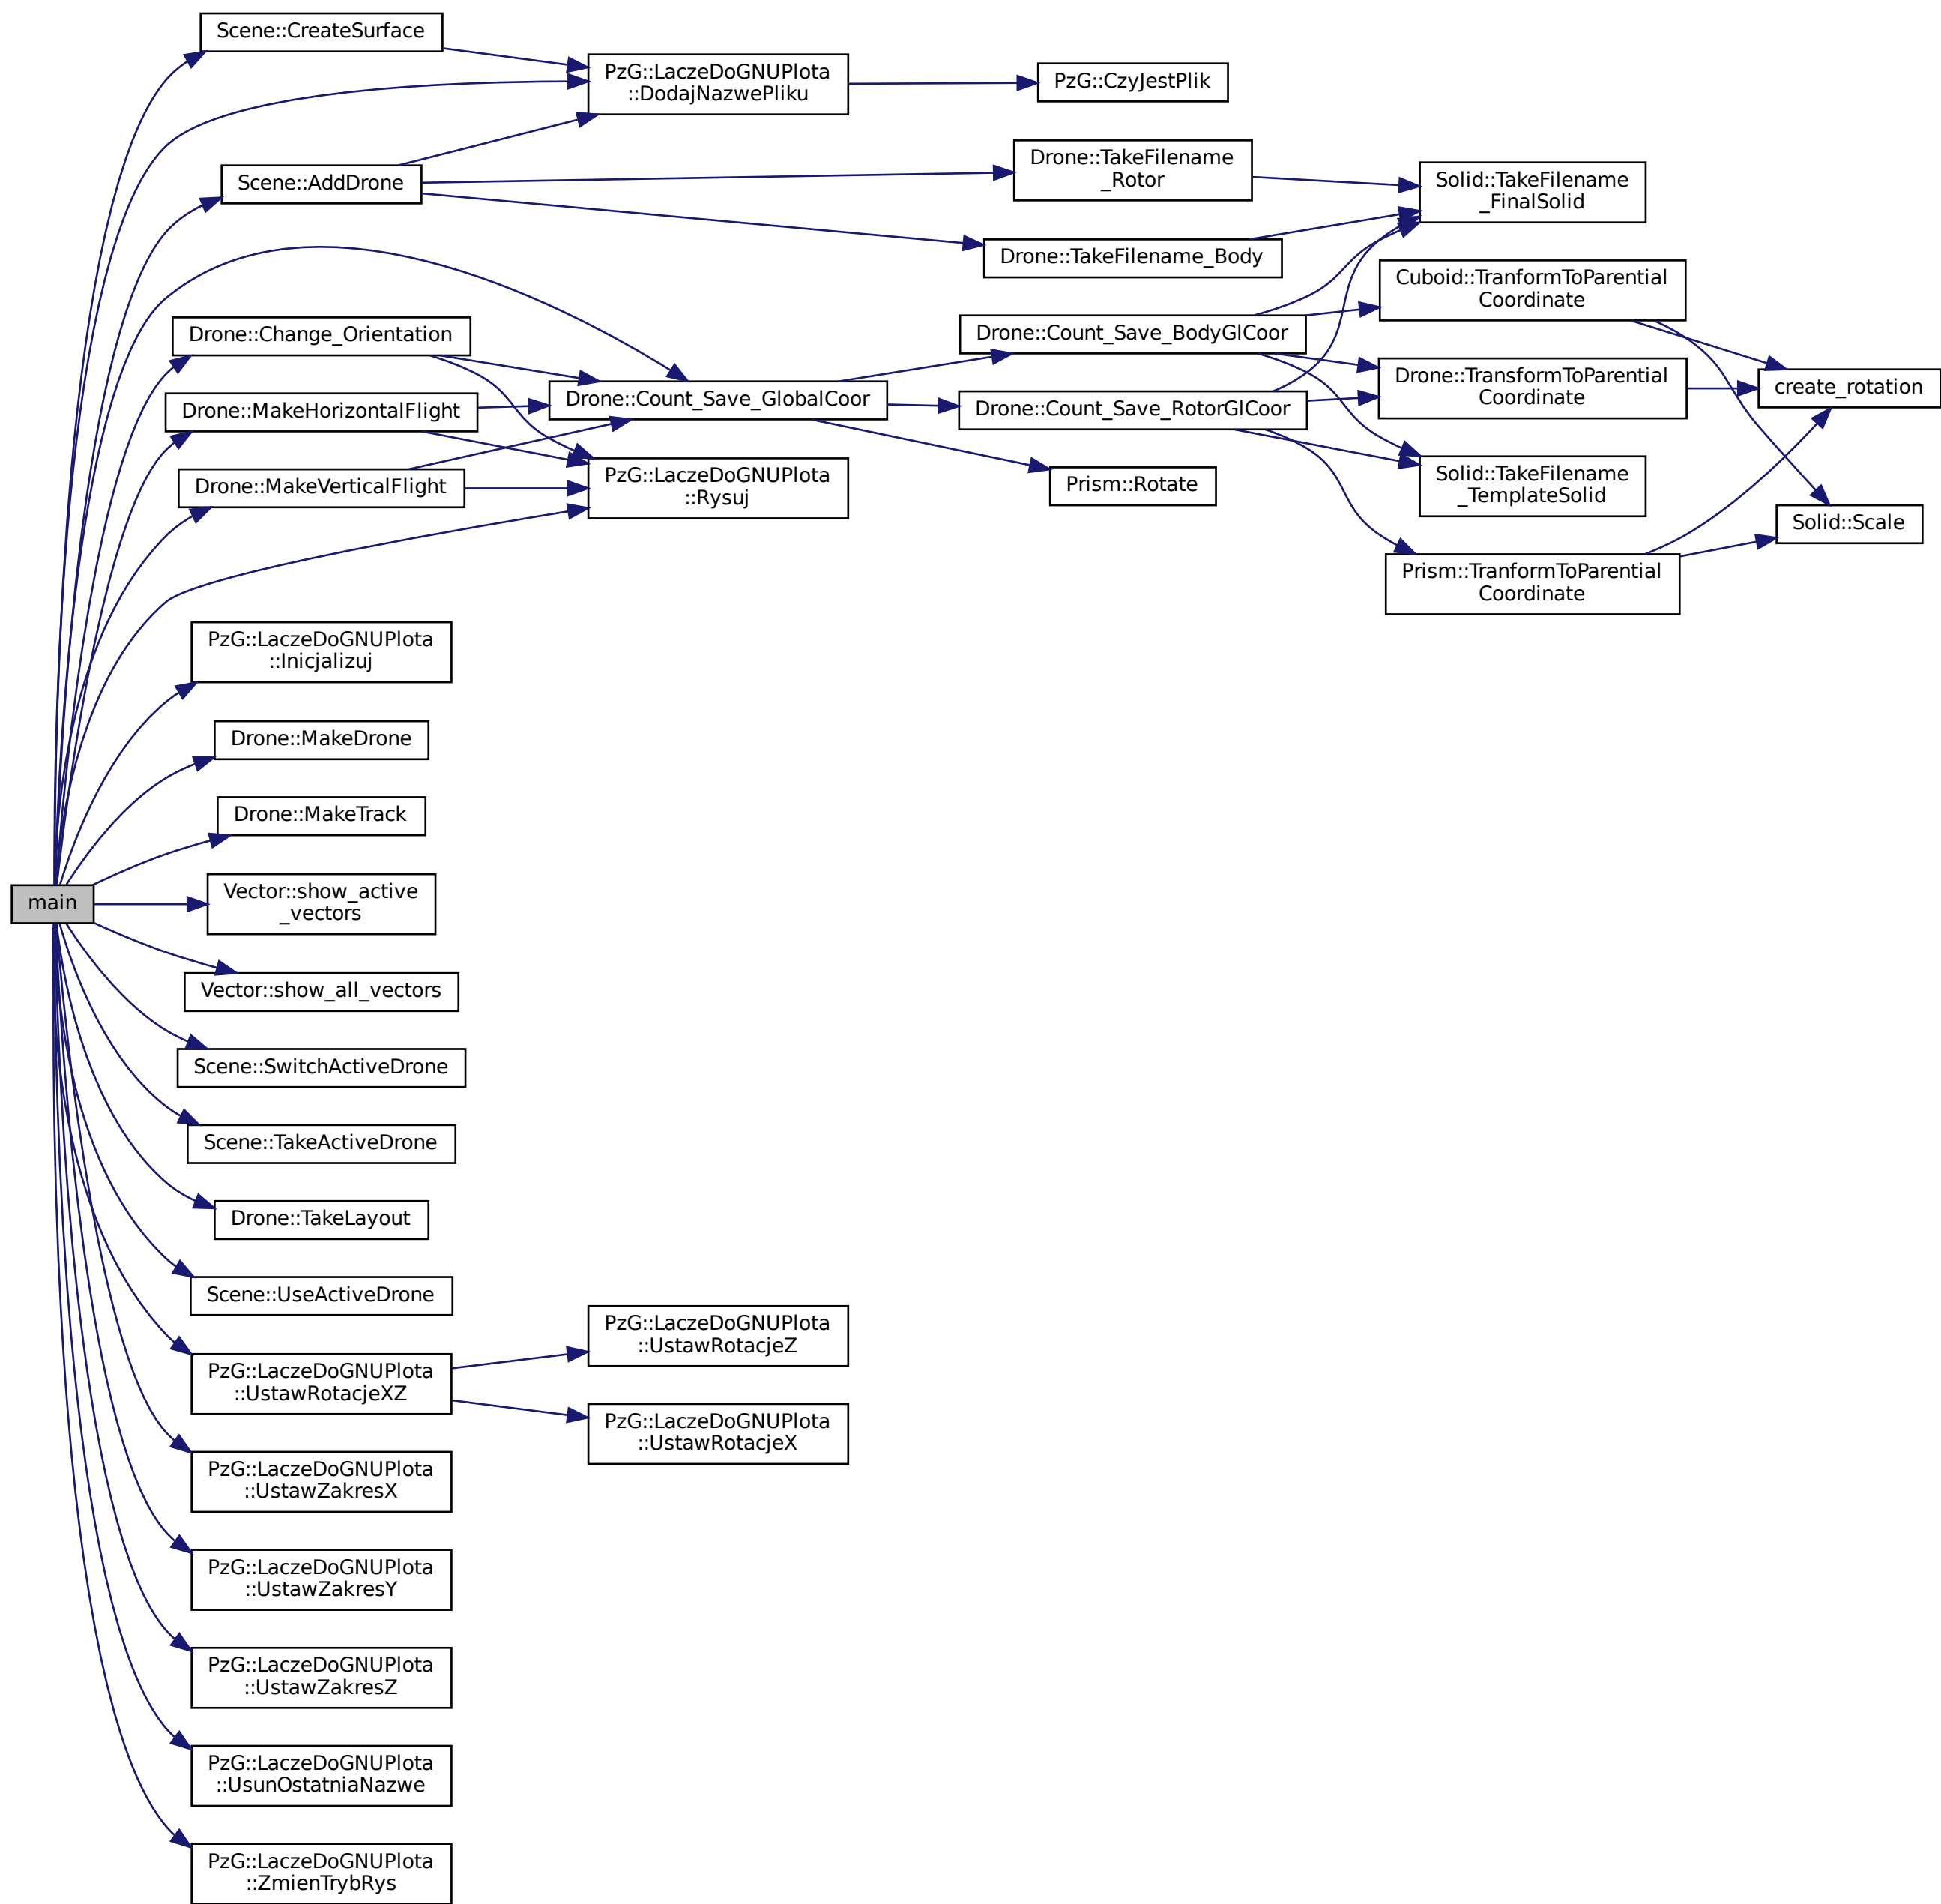 Scene::CreateSurface
PzG::LaczeDoGNUPlota
::DodajNazwePliku
PzG::CzyJestPlik
Scene::AddDrone
Drone::TakeFilename
_Rotor
Solid::TakeFilename
_FinalSolid
Drone::TakeFilename_Body
Cuboid::TranformToParential
Coordinate
Drone::Change_Orientation
Drone::Count_Save_BodyGlCoor
Drone::TransformToParential
Coordinate
create_rotation
Drone::MakeHorizontalFlight
Drone::Count_Save_GlobalCoor
Drone::Count_Save_RotorGlCoor
Drone::MakeVerticalFlight
PzG::LaczeDoGNUPlota
::Rysuj
Prism::Rotate
Solid::TakeFilename
_TemplateSolid
Solid::Scale
Prism::TranformToParential
Coordinate
PzG::LaczeDoGNUPlota
::Inicjalizuj
Drone::MakeDrone
Drone::MakeTrack
main
Vector::show_active
_vectors
Vector::show_all_vectors
Scene::SwitchActiveDrone
Scene::TakeActiveDrone
Drone::TakeLayout
Scene::UseActiveDrone
PzG::LaczeDoGNUPlota
::UstawRotacjeXZ
PzG::LaczeDoGNUPlota
::UstawRotacjeZ
PzG::LaczeDoGNUPlota
::UstawRotacjeX
PzG::LaczeDoGNUPlota
::UstawZakresX
PzG::LaczeDoGNUPlota
::UstawZakresY
PzG::LaczeDoGNUPlota
::UstawZakresZ
PzG::LaczeDoGNUPlota
::UsunOstatniaNazwe
PzG::LaczeDoGNUPlota
::ZmienTrybRys